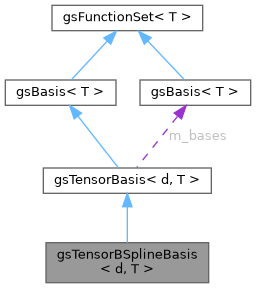 gsFunctionSet< T >
gsBasis< T >
gsBasis< T >
m_bases
gsTensorBasis< d, T >
gsTensorBSplineBasis
< d, T >